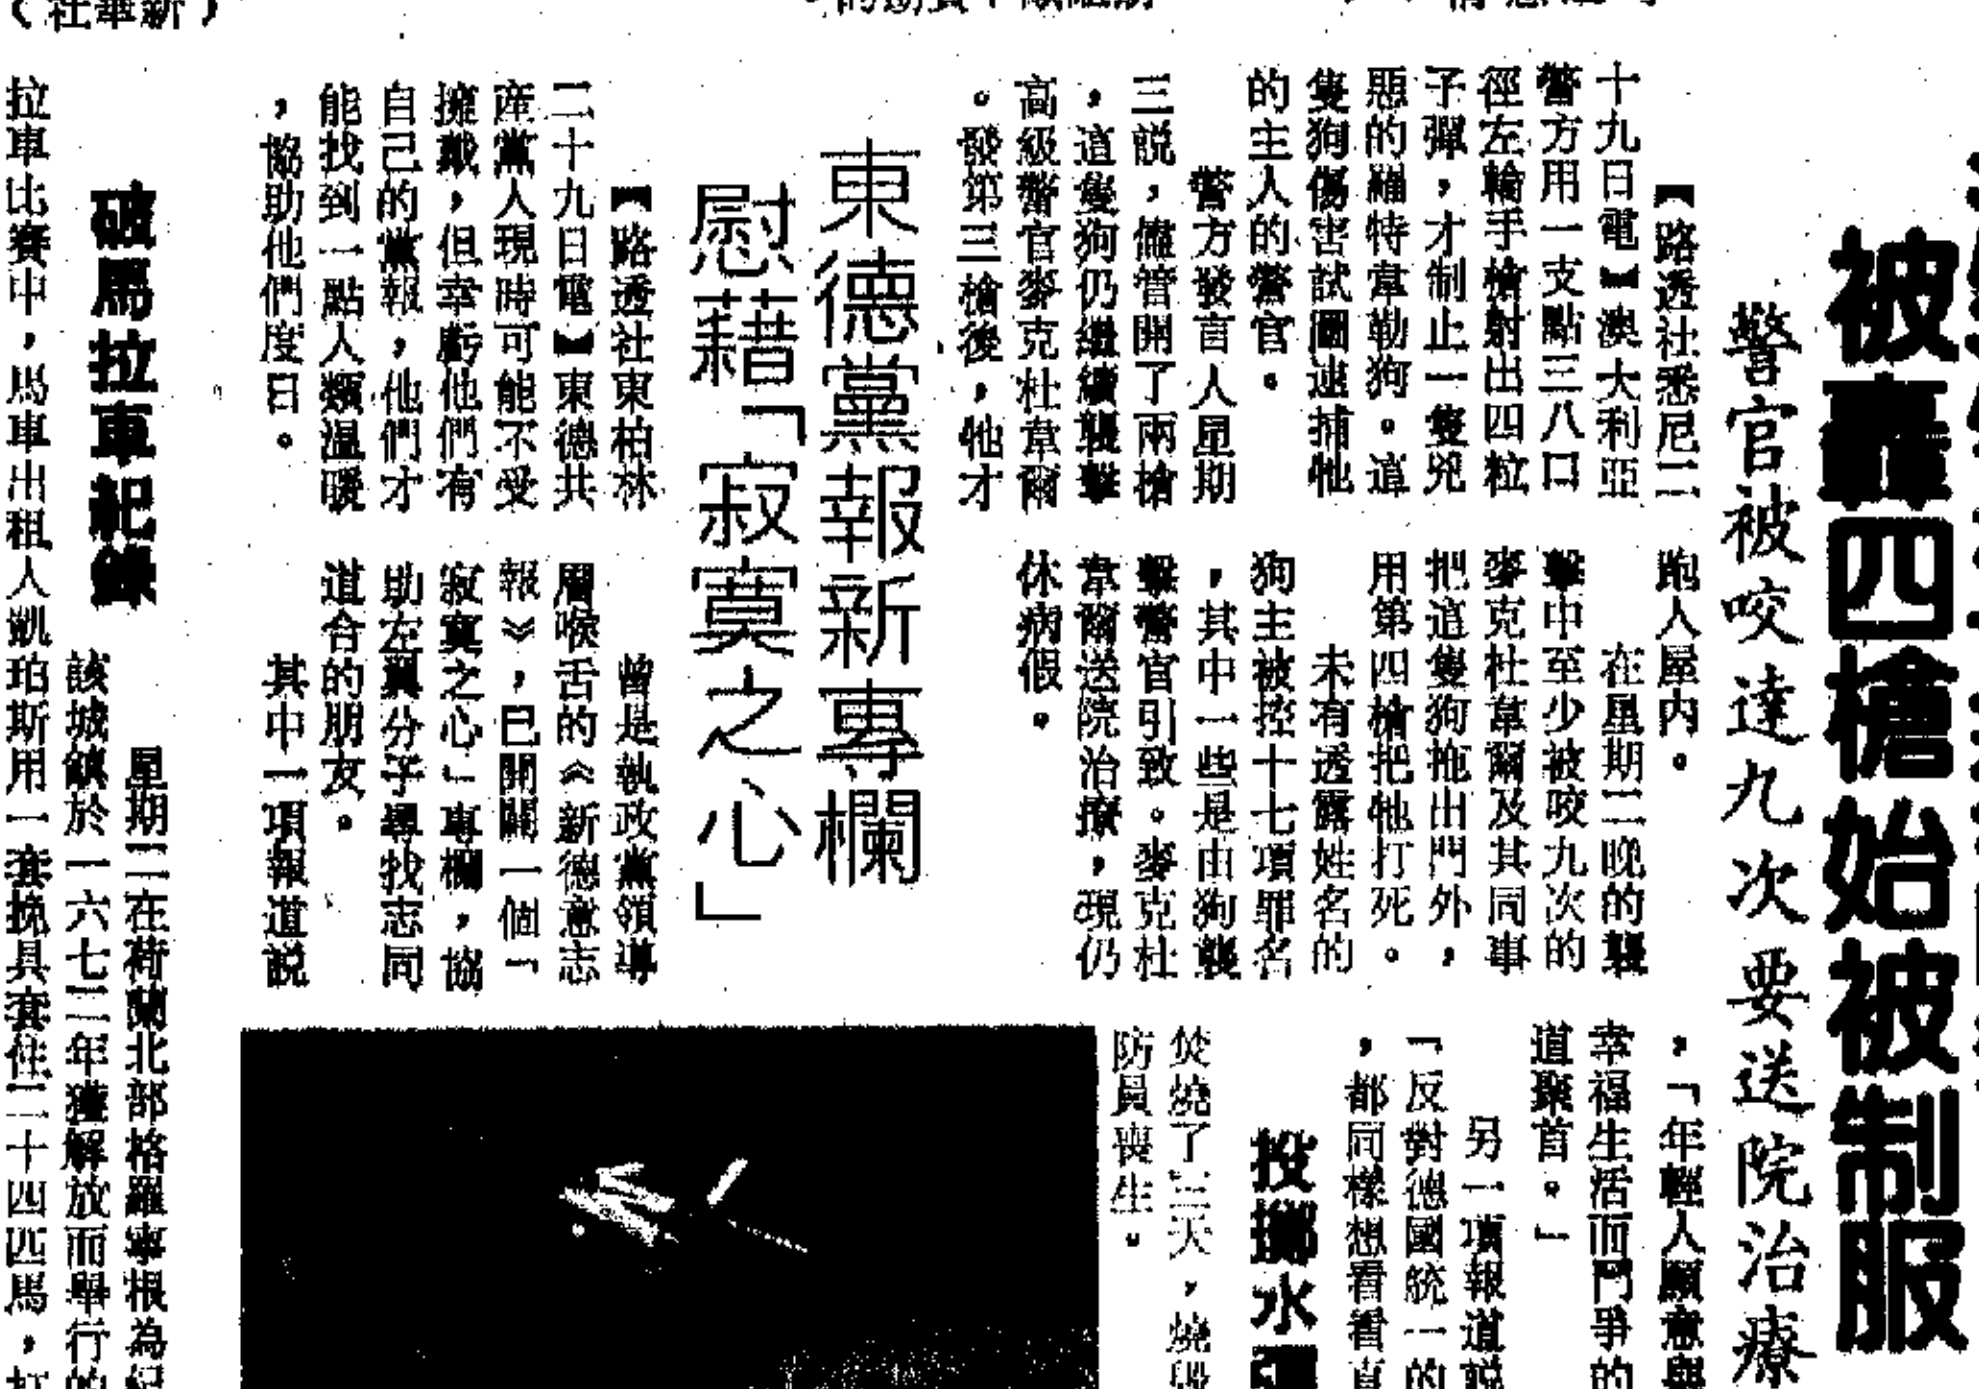 被轟四槍始被制服
警官被咬達九次要送院治療
【路透社悉尼二
十九日電】澳大利亞
警方用一支點三八口
徑左輪手槍射出四粒
子彈，才制止一隻兇
惡的羅特韋勒狗。這
隻狗傷害試圖逮捕牠
的主人的警官。
警方發言人星期
三說，儘管開了兩槍
，這隻狗仍繼續襲擊
高級警官麥克杜韋爾
。發第三槍後，牠才
跑人屋內。
在星期二晚的襲
擊中至少被咬九次的
麥克杜韋爾及其同事
把這隻狗拖出門外，
用第四槍把牠打死。
未有透露姓名的
狗主被控十七項罪名
，其中一些是由狗襲
擊警官引致。麥克杜
韋爾送院治療，現仍
休病假。
東德黨報新專欄
慰藉「寂寞之心」
【路透社東柏林
二十九日電】東德共
產黨人現時可能不受
擁戴，但幸虧他們有
自己的黨報，他們才
能找到一點人類溫暖
，協助他們度日。
曾是執政黨領導
層喉舌的《新德意志
報》，已開闢一個「
寂寞之心」專欄，協
助左翼分子尋找志同
道合的朋友。
其中一項報道說
，「年輕人願意與
幸福生活而鬥爭的
道聚首。」
另一項報道說
「反對德國統一的
，都同樣想看看真
投擲水
焚燒了三天，燒毀
防員喪生。
破馬拉車紀錄
星期二在荷蘭北部格羅寧根為紀
該城鎮於一六七二年獲解放而舉行的
拉車比賽中，馬車出租人凱珀斯用一套挽具套住二十四匹馬，打
（新華社）